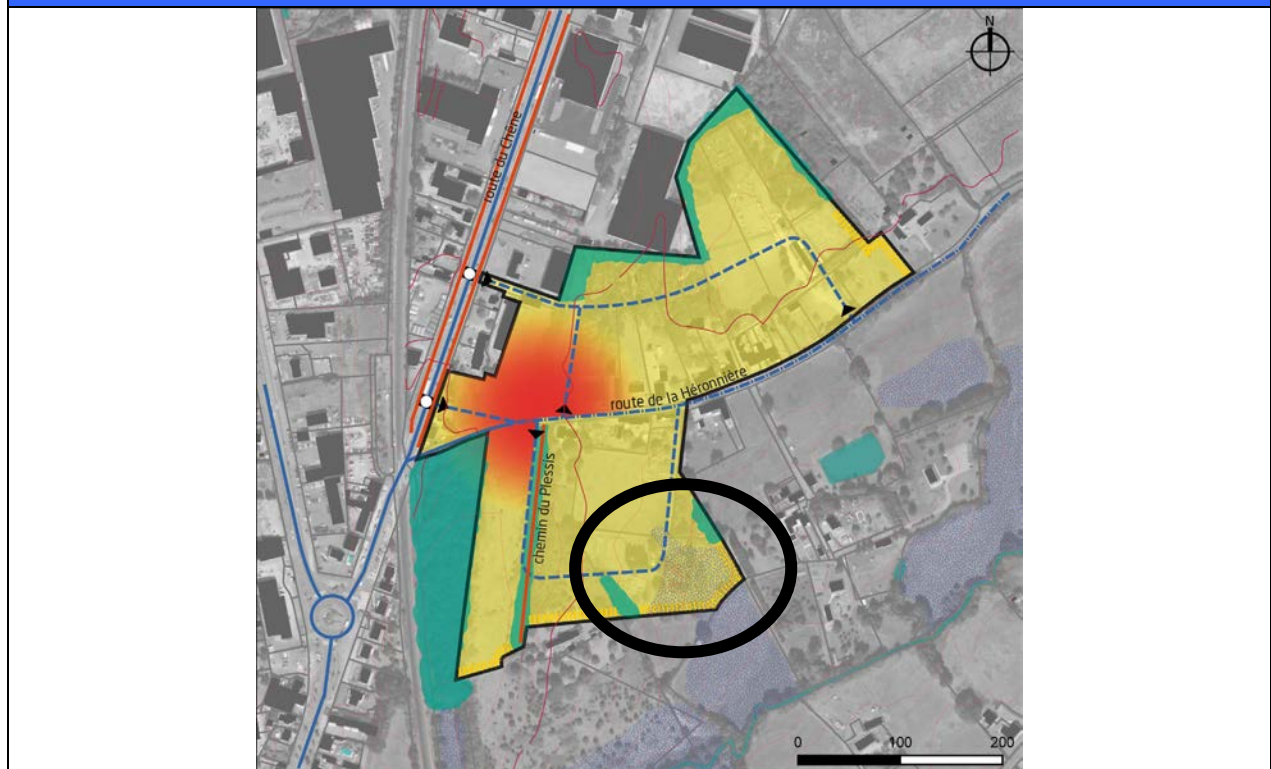 N
route du Chêne
route de la Héronnière
chemin du Plessis
0 100 200